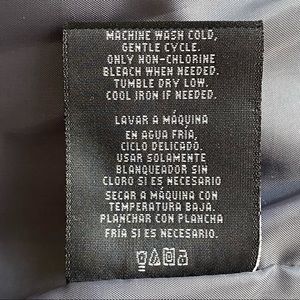 MACHINE WASH COLD,
GENTLE CYCLE.
ONLY NON-CHLORINE
BLEACH WHEN NEEDED.
TUMBLE DRY LOW.
COOL IRON IF NEEDED.
LAVAR A MÁQUINA
EN AGUA FRÍA,
CICLO DELICADO.
USAR SOLAMENTE
BLANQUEADOR SIN
CLORO SI ES NECESARIO
SECAR A MÁQUINA CON
TEMPERATURA BAJA.
PLANCHAR CON PLANCHA
FRÍA SI ES NECESARIO.